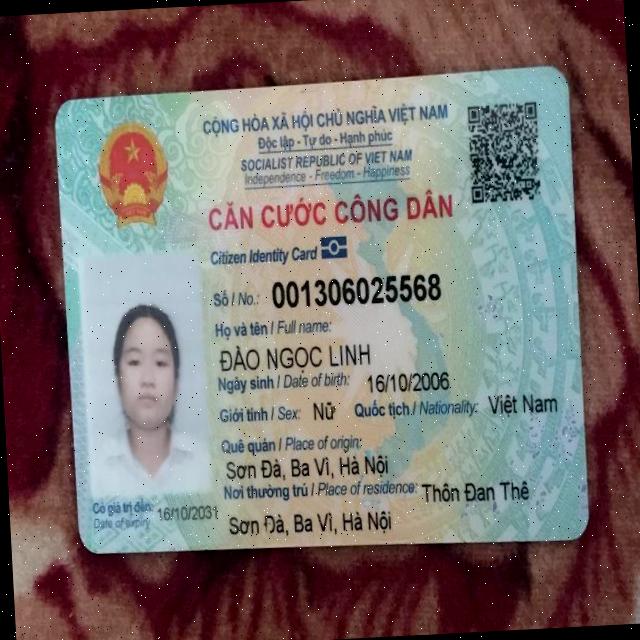 CỘNG HÒA XÃ HỘI CHỦ NGHĨA VIỆT NAM
Độc lập - Tự do - Hạnh phúc
SOCIALIST REPUBLIC OF VIET NAM
Independence - Freedom - Happiness
CĂN CƯỚC CÔNG DÂN
Citizen Identity Card
Số / No.: 001306025568
Họ và tên / Full name:
ĐÀO NGỌC LINH
Ngày sinh / Date of birth: 16/10/2006
Giới tính / Sex: Nữ Quốc tịch / Nationality: Việt Nam
Quê quán / Place of origin:
Sơn Đà, Ba Vì, Hà Nội
Nơi thường trú / Place of residence: Thôn Đan Thê
Sơn Đà, Ba Vì, Hà Nội
Có giá trị đến: 16/10/2031
Date of expiry